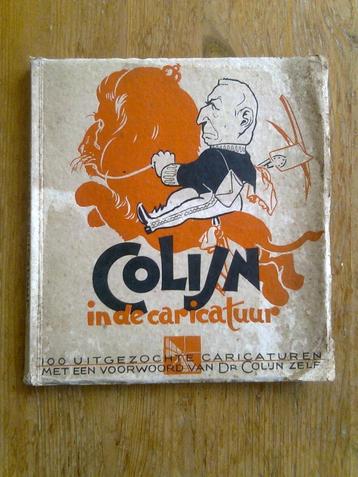 COLIJN
in de caricatuur
100 UITGEZOCHTE CARICATUREN
MET EEN VOORWOORD VAN DR COLIJN ZELF